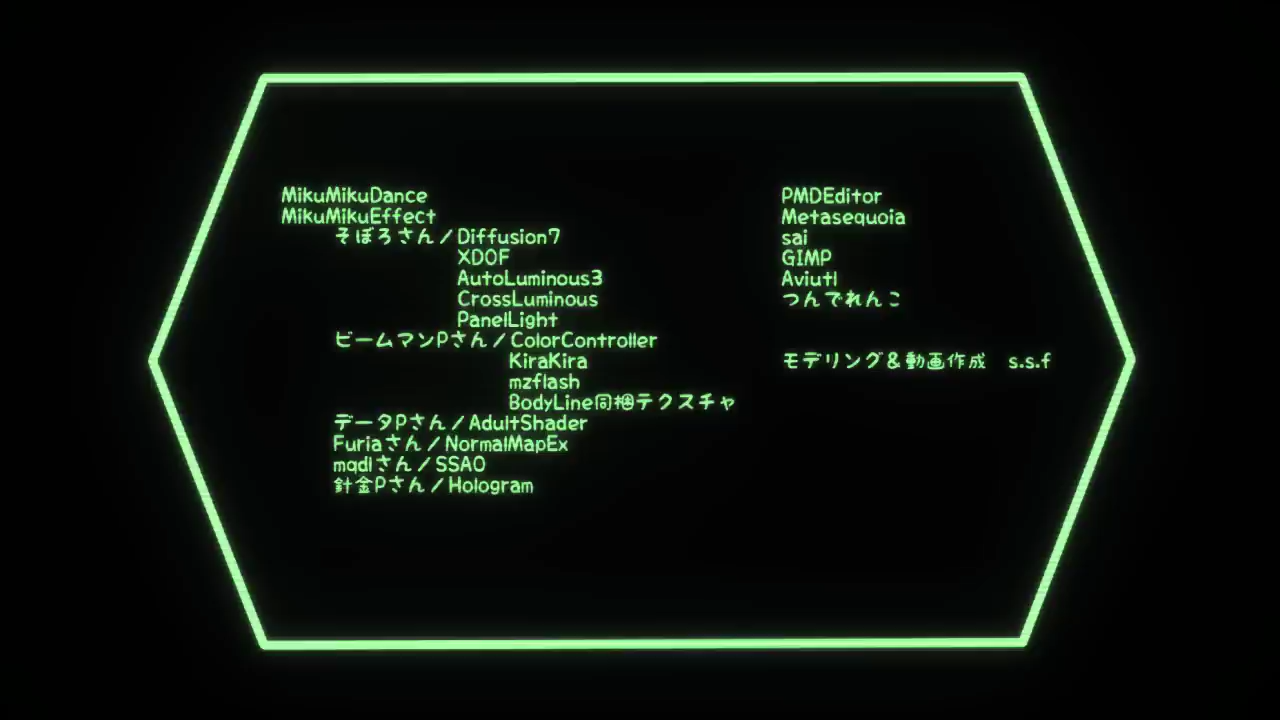 MikuMikuDance
MikuMikuEffect
そぼろさん／Diffusion7
XDOF
AutoLuminous3
CrossLuminous
PanelLight
ビームマンPさん／ColorController
KiraKira
mzflash
BodyLine同梱テクスチャ
データPさん／AdultShader
Furiaさん／NormalMapEx
mqdlさん／SSAO
針金Pさん／Hologram
PMDEditor
Metasequoia
sai
GIMP
Aviutl
つんでれんこ
モデリング＆動画作成　s.s.f